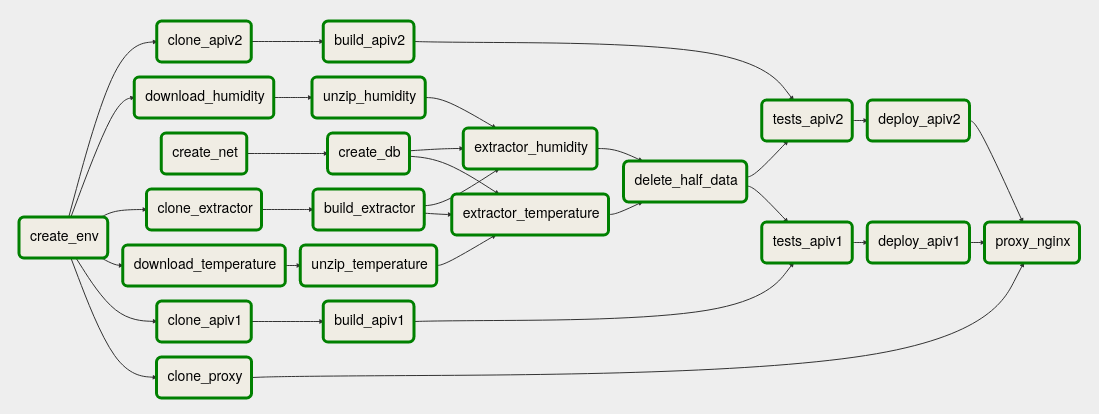 clone_apiv2
build_apiv2
download_humidity
unzip_humidity
tests_apiv2
deploy_apiv2
create_net
create_db
extractor_humidity
delete_half_data
clone_extractor
build_extractor
extractor_temperature
create_env
tests_apiv1
deploy_apiv1
proxy_nginx
download_temperature
unzip_temperature
clone_apiv1
build_apiv1
clone_proxy